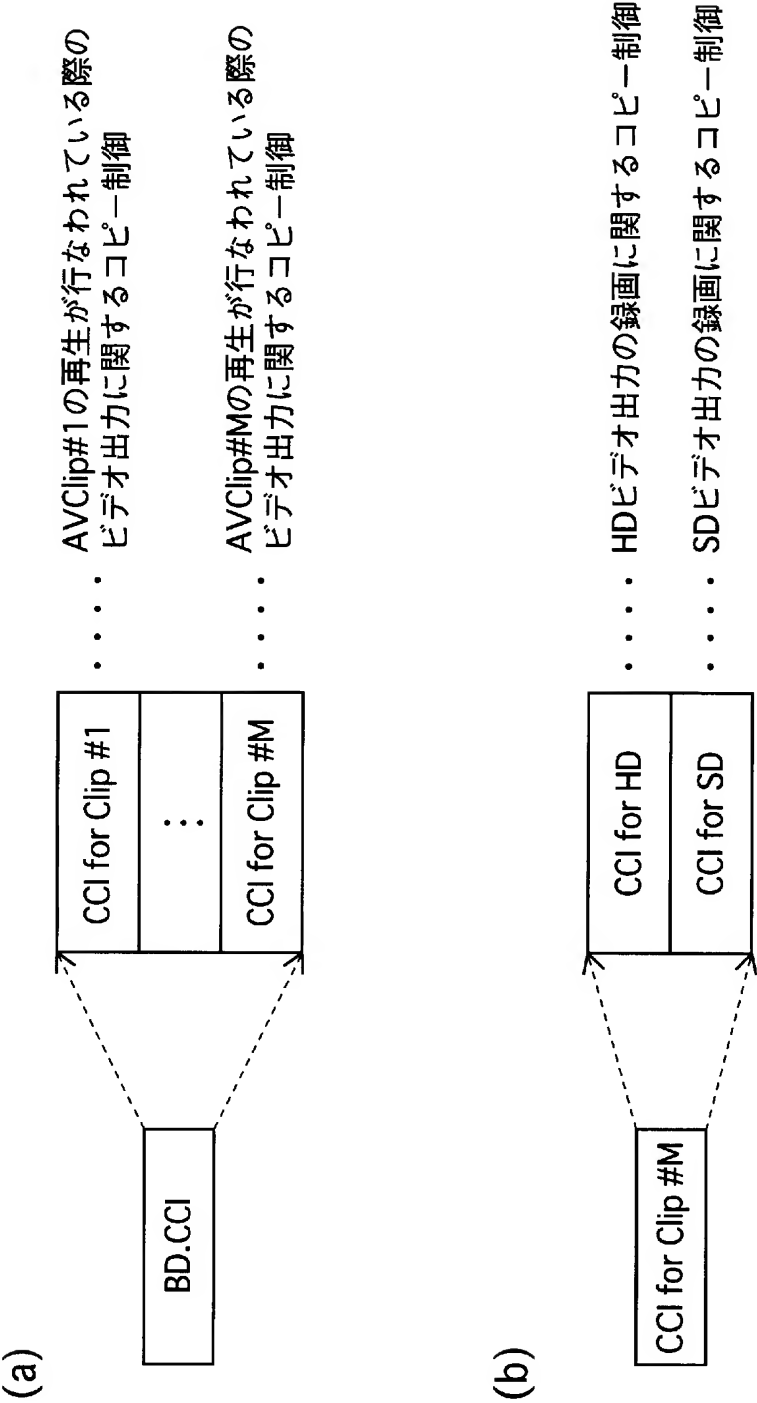 (a)
BD.CCI
CCI for Clip #1
⋮
CCI for Clip #M
・・・・ AVClip#1の再生が行なわれている際の
ビデオ出力に関するコピー制御
・・・・ AVClip#Mの再生が行なわれている際の
ビデオ出力に関するコピー制御
(b)
CCI for Clip #M
CCI for HD
CCI for SD
・・・・ HDビデオ出力の録画に関するコピー制御
・・・・ SDビデオ出力の録画に関するコピー制御